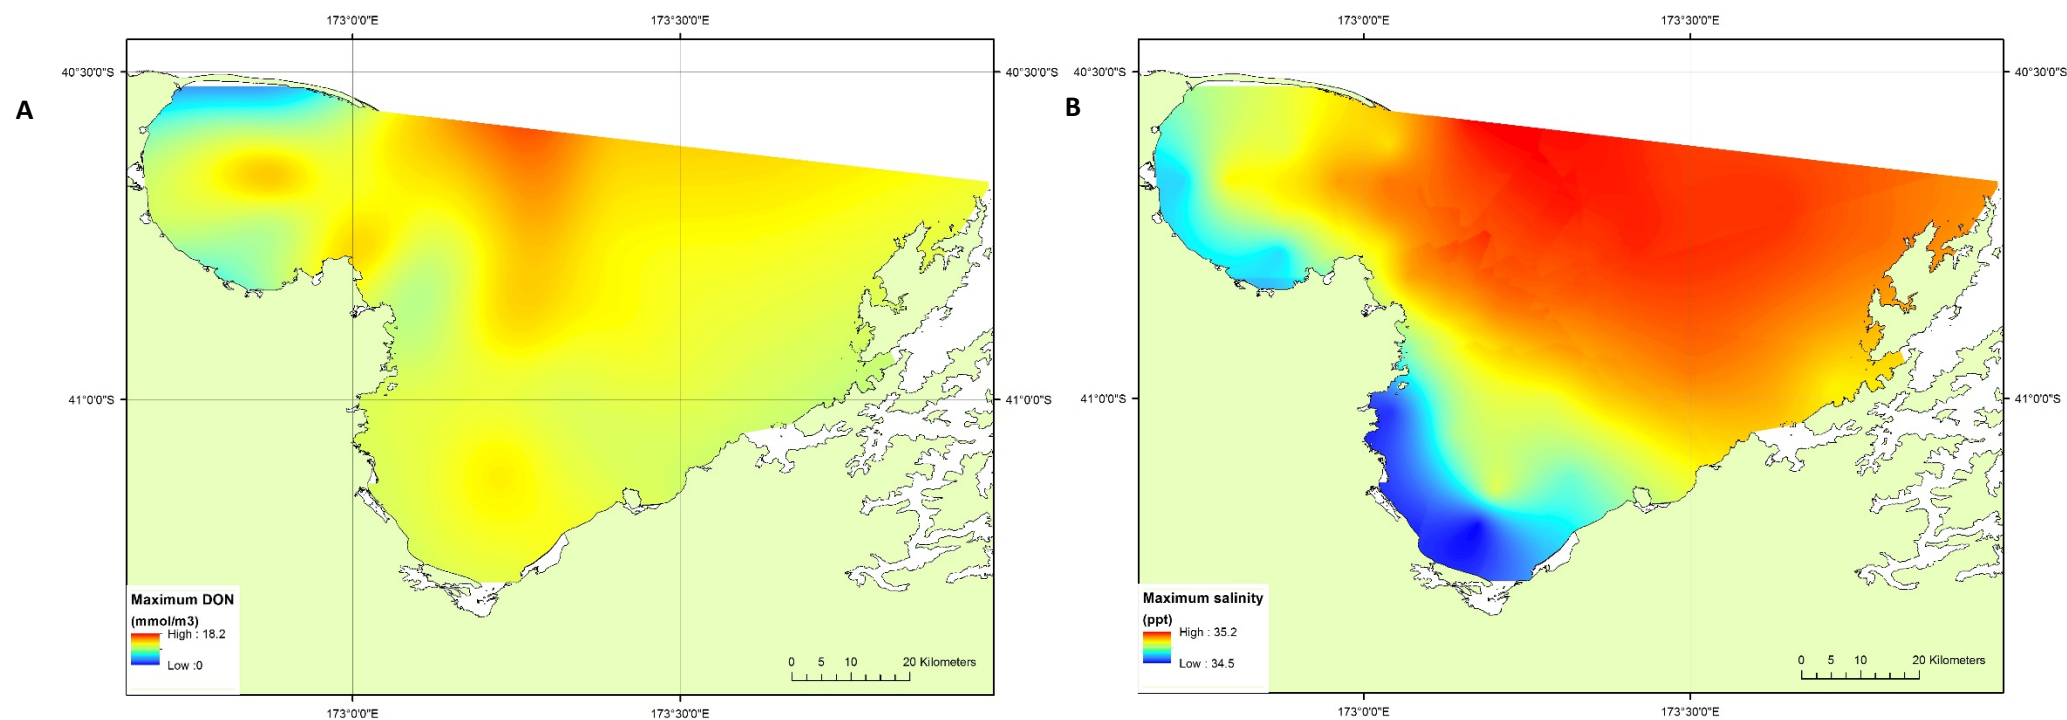 173°0'0"E
173°30'0"E
40°30'0"S
40°30'0"S
A
41°0'0"S
41°0'0"S
Maximum DON
(mmol/m3)
High : 18.2
Low :0
0 5 10 20 Kilometers
173°0'0"E
173°30'0"E
173°0'0"E
173°30'0"E
40°30'0"S
40°30'0"S
B
41°0'0"S
41°0'0"S
Maximum salinity
(ppt)
High : 35.2
Low : 34.5
0 5 10 20 Kilometers
173°0'0"E
173°30'0"E